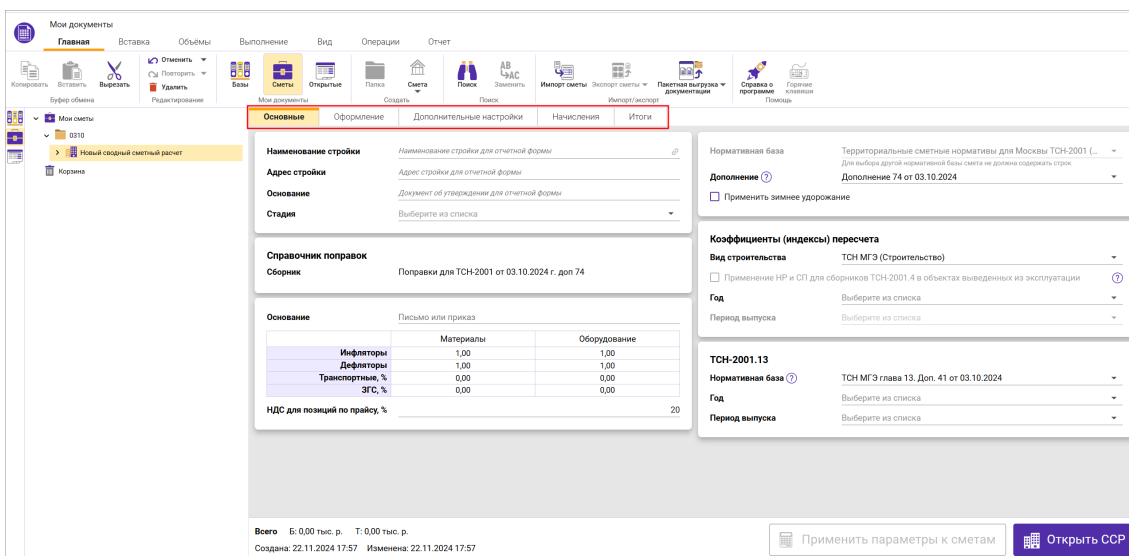 Мои документы
Главная Вставка Объёмы Выполнение Вид Операции Отчет
Копировать Вставить Вырезать Отменить Повторить Удалить Базы Сметы Открытые Папка Смета Поиск Заменить Импорт сметы Экспорт сметы Пакетная выгрузка документации Справка о программе Горячие клавиши
AB
AC
Буфер обмена Редактирование Мои документы Создать Поиск Импорт/экспорт Помощь
Мои сметы
0310
Новый сводный сметный расчет
Корзина
Основные Оформление Дополнительные настройки Начисления Итоги
Наименование стройки Наименование стройки для отчетной формы
Адрес стройки Адрес стройки для отчетной формы
Основание Документ об утверждении для отчетной формы
Стадия Выберите из списка
Справочник поправок
Сборник Поправки для ТСН-2001 от 03.10.2024 г. доп 74
Основание Письмо или приказ
Материалы Оборудование
Инфляторы 1,00 1,00
Дефляторы 1,00 1,00
Транспортные, % 0,00 0,00
ЗГС, % 0,00 0,00
НДС для позиций по прайсу, % 20
Нормативная база Территориальные сметные нормативы для Москвы ТСН-2001 (...
Для выбора другой нормативной базы смета не должна содержать строк
Дополнение ? Дополнение 74 от 03.10.2024
Применить зимнее удорожание
Коэффициенты (индексы) пересчета
Вид строительства ТСН МГЭ (Строительство)
Применение НР и СП для сборников ТСН-2001.4 в объектах выведенных из эксплуатации ?
Год Выберите из списка
Период выпуска Выберите из списка
ТСН-2001.13
Нормативная база ? ТСН МГЭ глава 13. Доп. 41 от 03.10.2024
Год Выберите из списка
Период выпуска Выберите из списка
Всего Б: 0,00 тыс. р. Т: 0,00 тыс. р.
Создана: 22.11.2024 17:57 Изменена: 22.11.2024 17:57
Применить параметры к сметам
Открыть ССР